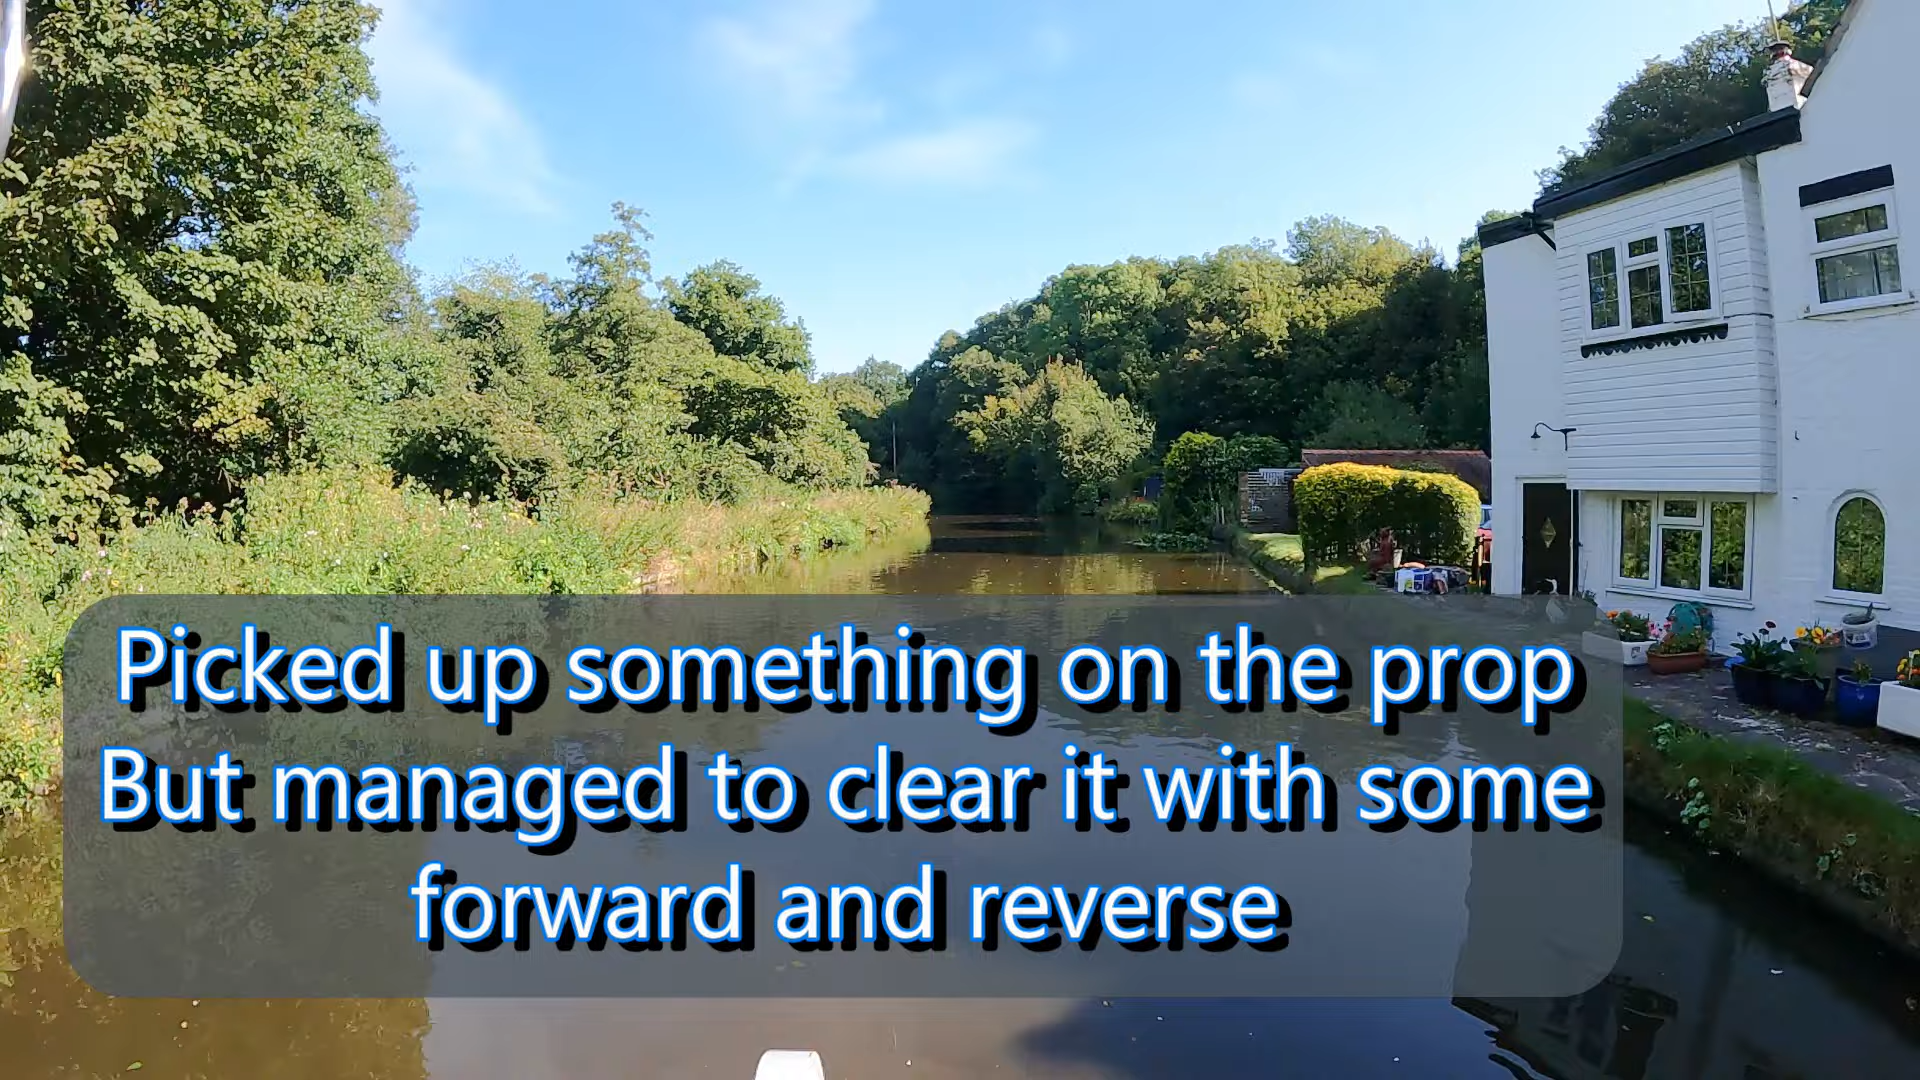 Picked up something on the prop
But managed to clear it with some
forward and reverse